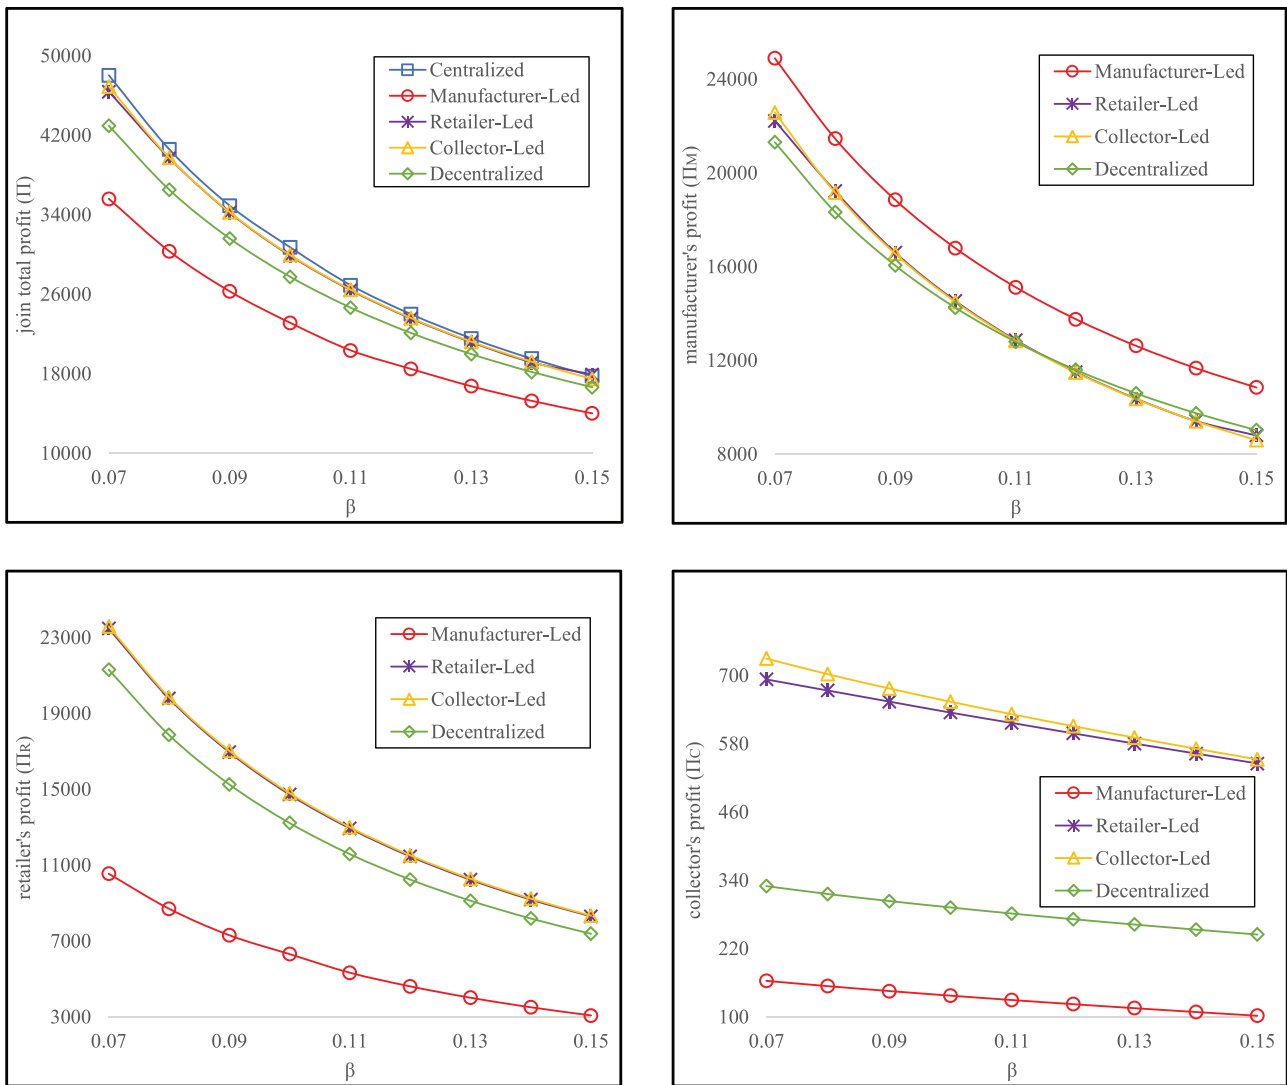 join total profit (Π)
50000
42000
34000
26000
18000
10000
0.07 0.09 0.11 0.13 0.15
β
Centralized
Manufacturer-Led
Retailer-Led
Collector-Led
Decentralized
manufacturer's profit (ΠM)
24000
20000
16000
12000
8000
0.07 0.09 0.11 0.13 0.15
β
Manufacturer-Led
Retailer-Led
Collector-Led
Decentralized
retailer's profit (ΠR)
23000
19000
15000
11000
7000
3000
0.07 0.09 0.11 0.13 0.15
β
Manufacturer-Led
Retailer-Led
Collector-Led
Decentralized
collector's profit (ΠC)
700
580
460
340
220
100
0.07 0.09 0.11 0.13 0.15
β
Manufacturer-Led
Retailer-Led
Collector-Led
Decentralized